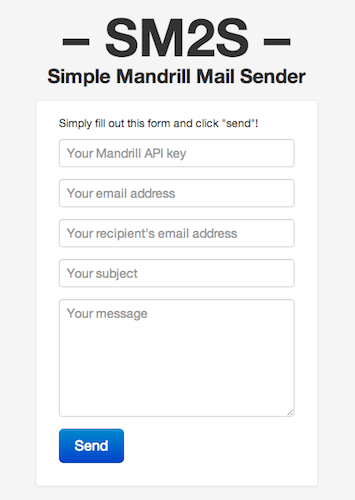 – SM2S –
Simple Mandrill Mail Sender
Simply fill out this form and click "send"!
Your Mandrill API key
Your email address
Your recipient's email address
Your subject
Your message
Send